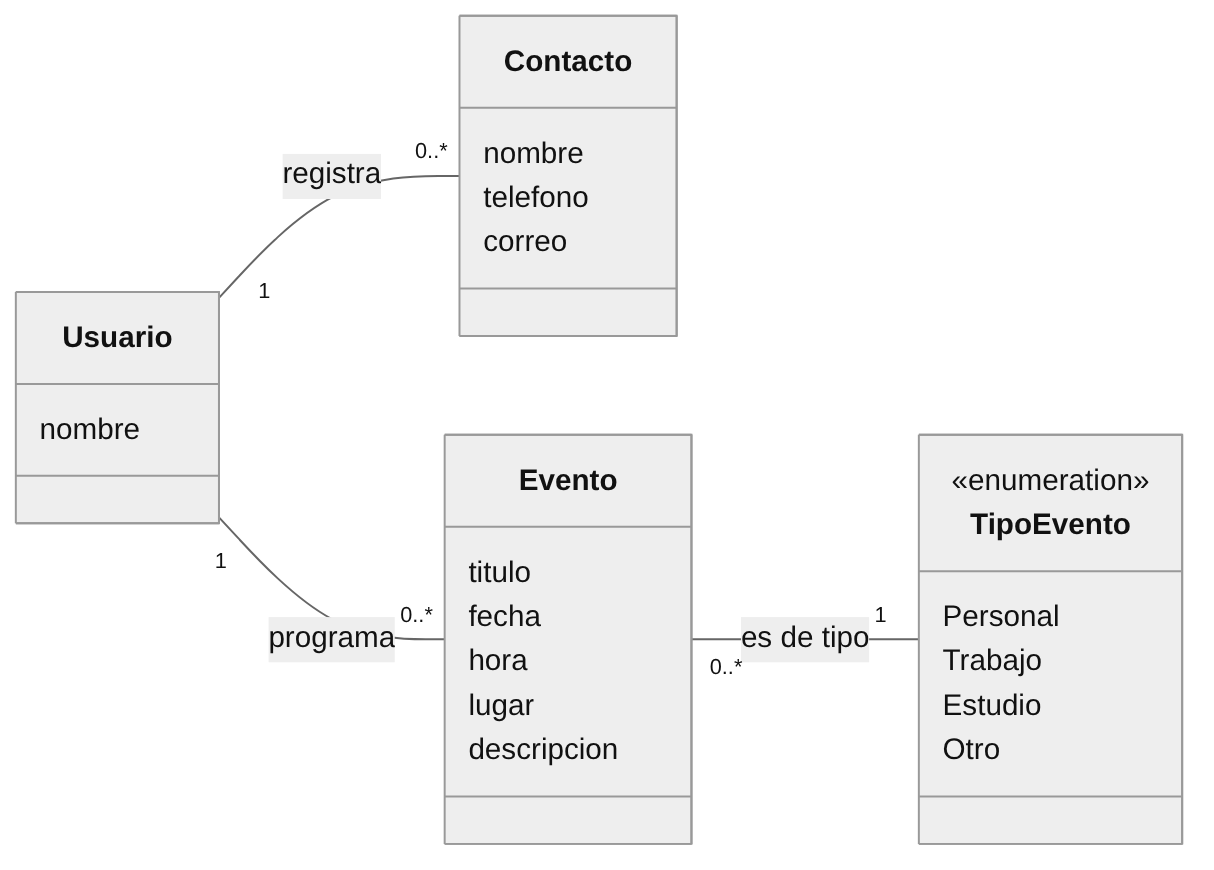 Contacto
nombre
telefono
correo
registra
0..*
1
Usuario
nombre
1
programa
0..*
Evento
titulo
fecha
hora
lugar
descripcion
es de tipo
0..*
1
«enumeration»
TipoEvento
Personal
Trabajo
Estudio
Otro